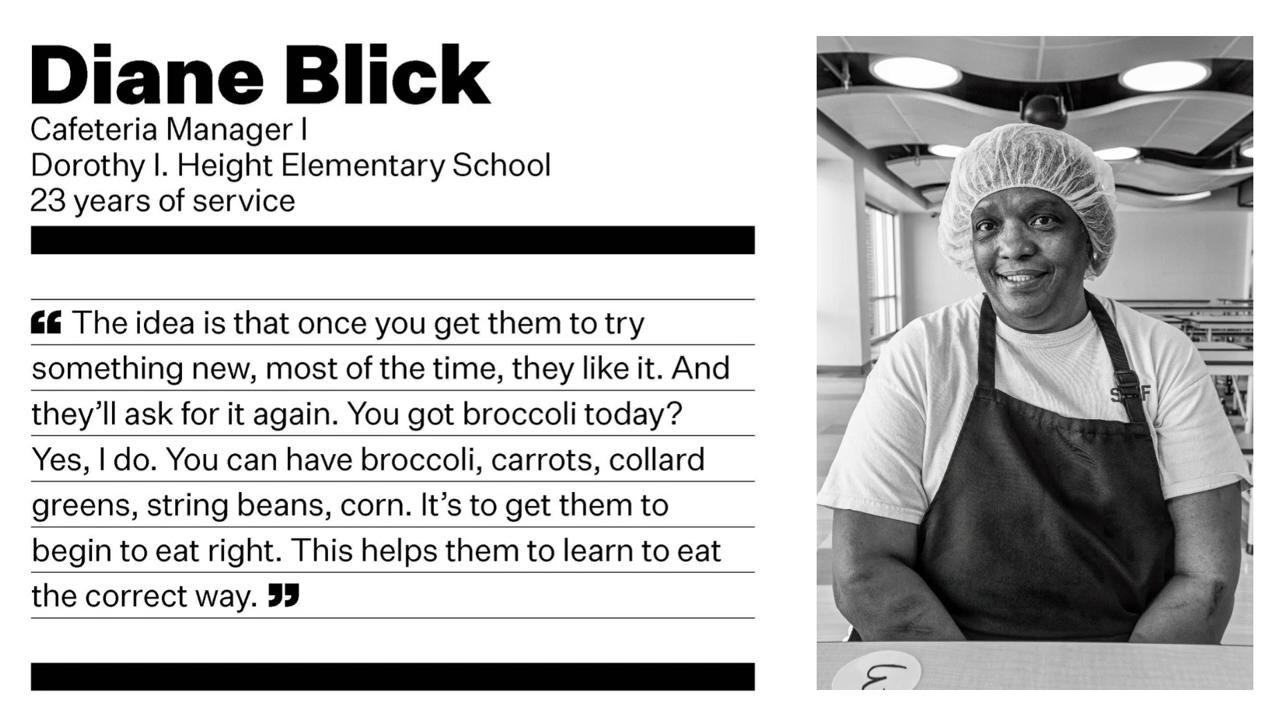 Diane Blick
Cafeteria Manager I
Dorothy I. Height Elementary School
23 years of service
“ The idea is that once you get them to try
something new, most of the time, they like it. And
they’ll ask for it again. You got broccoli today?
Yes, I do. You can have broccoli, carrots, collard
greens, string beans, corn. It’s to get them to
begin to eat right. This helps them to learn to eat
the correct way. ”